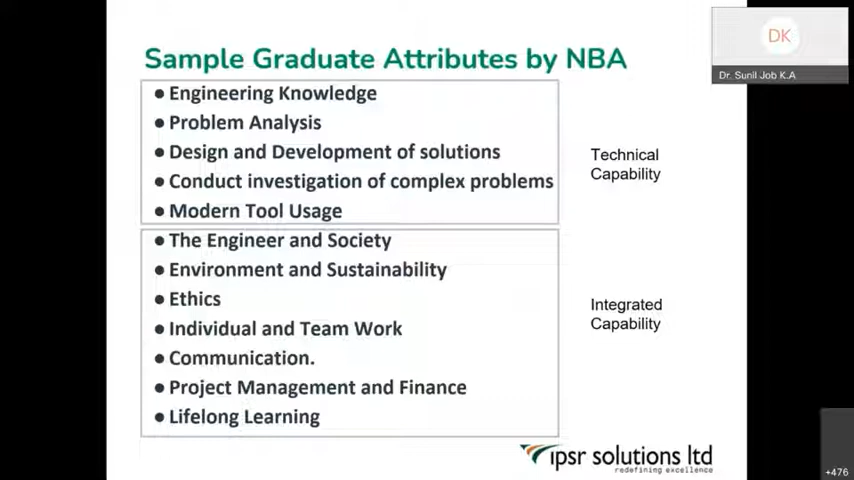 Sample Graduate Attributes by NBA
● Engineering Knowledge
● Problem Analysis
● Design and Development of solutions
● Conduct investigation of complex problems
● Modern Tool Usage
Technical
Capability
● The Engineer and Society
● Environment and Sustainability
● Ethics
● Individual and Team Work
● Communication.
● Project Management and Finance
● Lifelong Learning
Integrated
Capability
ipsr solutions ltd
redefining excellence
DK
Dr. Sunil Job K.A
+476